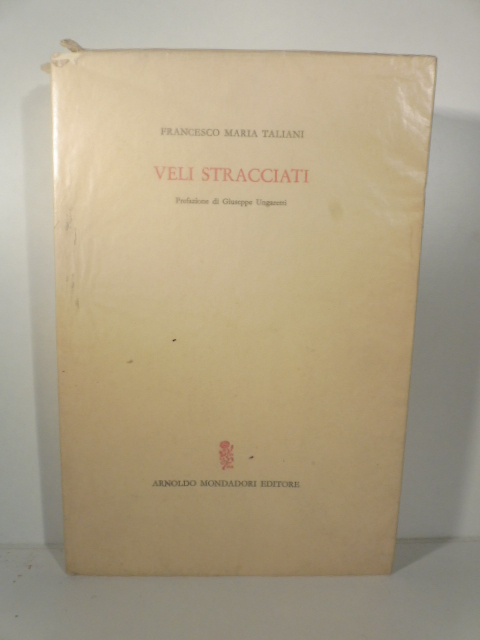 FRANCESCO MARIA TALIANI
VELI STRACCIATI
Prefazione di Giuseppe Ungaretti
ARNOLDO MONDADORI EDITORE